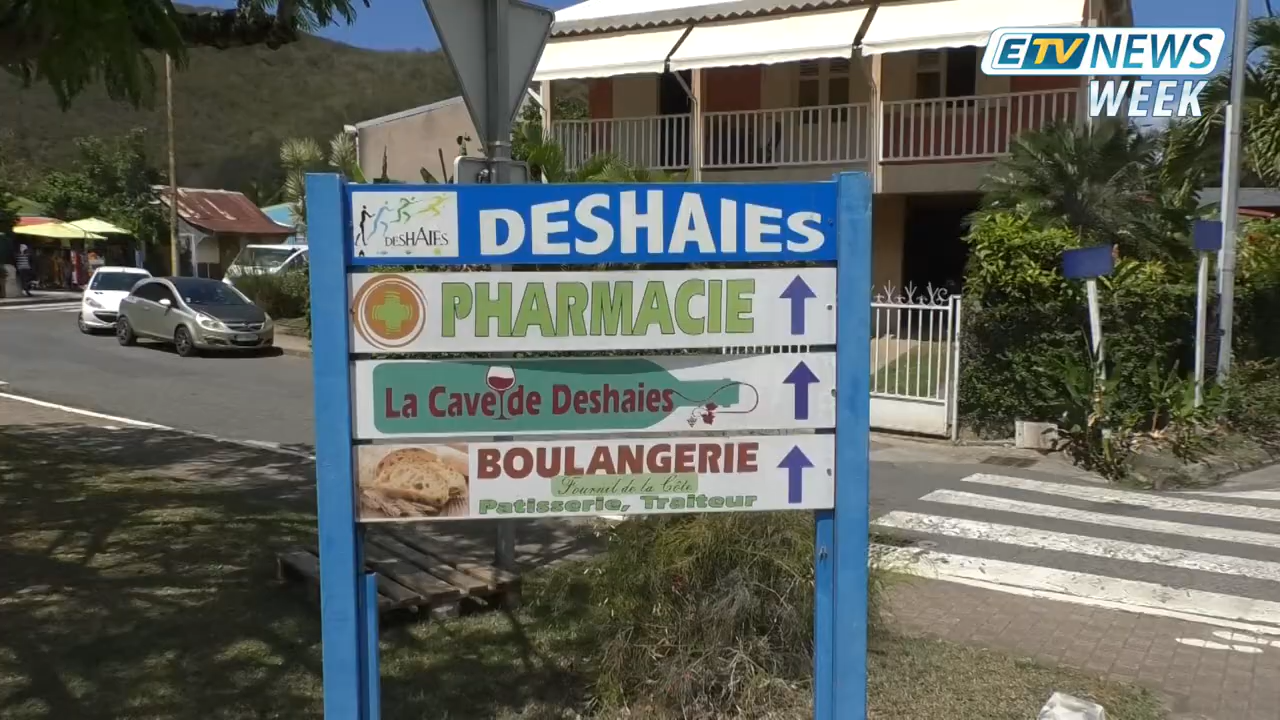 ETV NEWS
WEEK
DESHAIES
DESHAIES
PHARMACIE
La Cave de Deshaies
BOULANGERIE
Fournil de la Côte
Patisserie, Traiteur